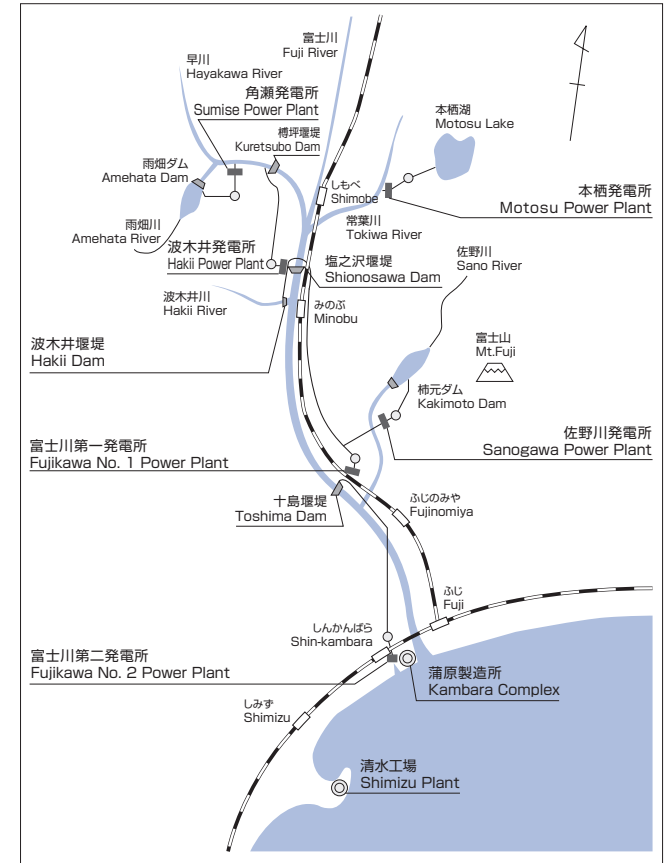 富士川
Fuji River
早川
Hayakawa River
角瀬発電所
Sumise Power Plant
榑坪堰堤
Kuretsubo Dam
本栖湖
Motosu Lake
雨畑ダム
Amehata Dam
しもべ
Shimobe
本栖発電所
Motosu Power Plant
雨畑川
Amehata River
常葉川
Tokiwa River
波木井発電所
Hakii Power Plant
塩之沢堰堤
Shionosawa Dam
佐野川
Sano River
波木井川
Hakii River
みのぶ
Minobu
富士山
Mt.Fuji
波木井堰堤
Hakii Dam
柿元ダム
Kakimoto Dam
佐野川発電所
Sanogawa Power Plant
富士川第一発電所
Fujikawa No. 1 Power Plant
十島堰堤
Toshima Dam
ふじのみや
Fujinomiya
ふじ
Fuji
しんかんばら
Shin-kambara
富士川第二発電所
Fujikawa No. 2 Power Plant
蒲原製造所
Kambara Complex
しみず
Shimizu
清水工場
Shimizu Plant